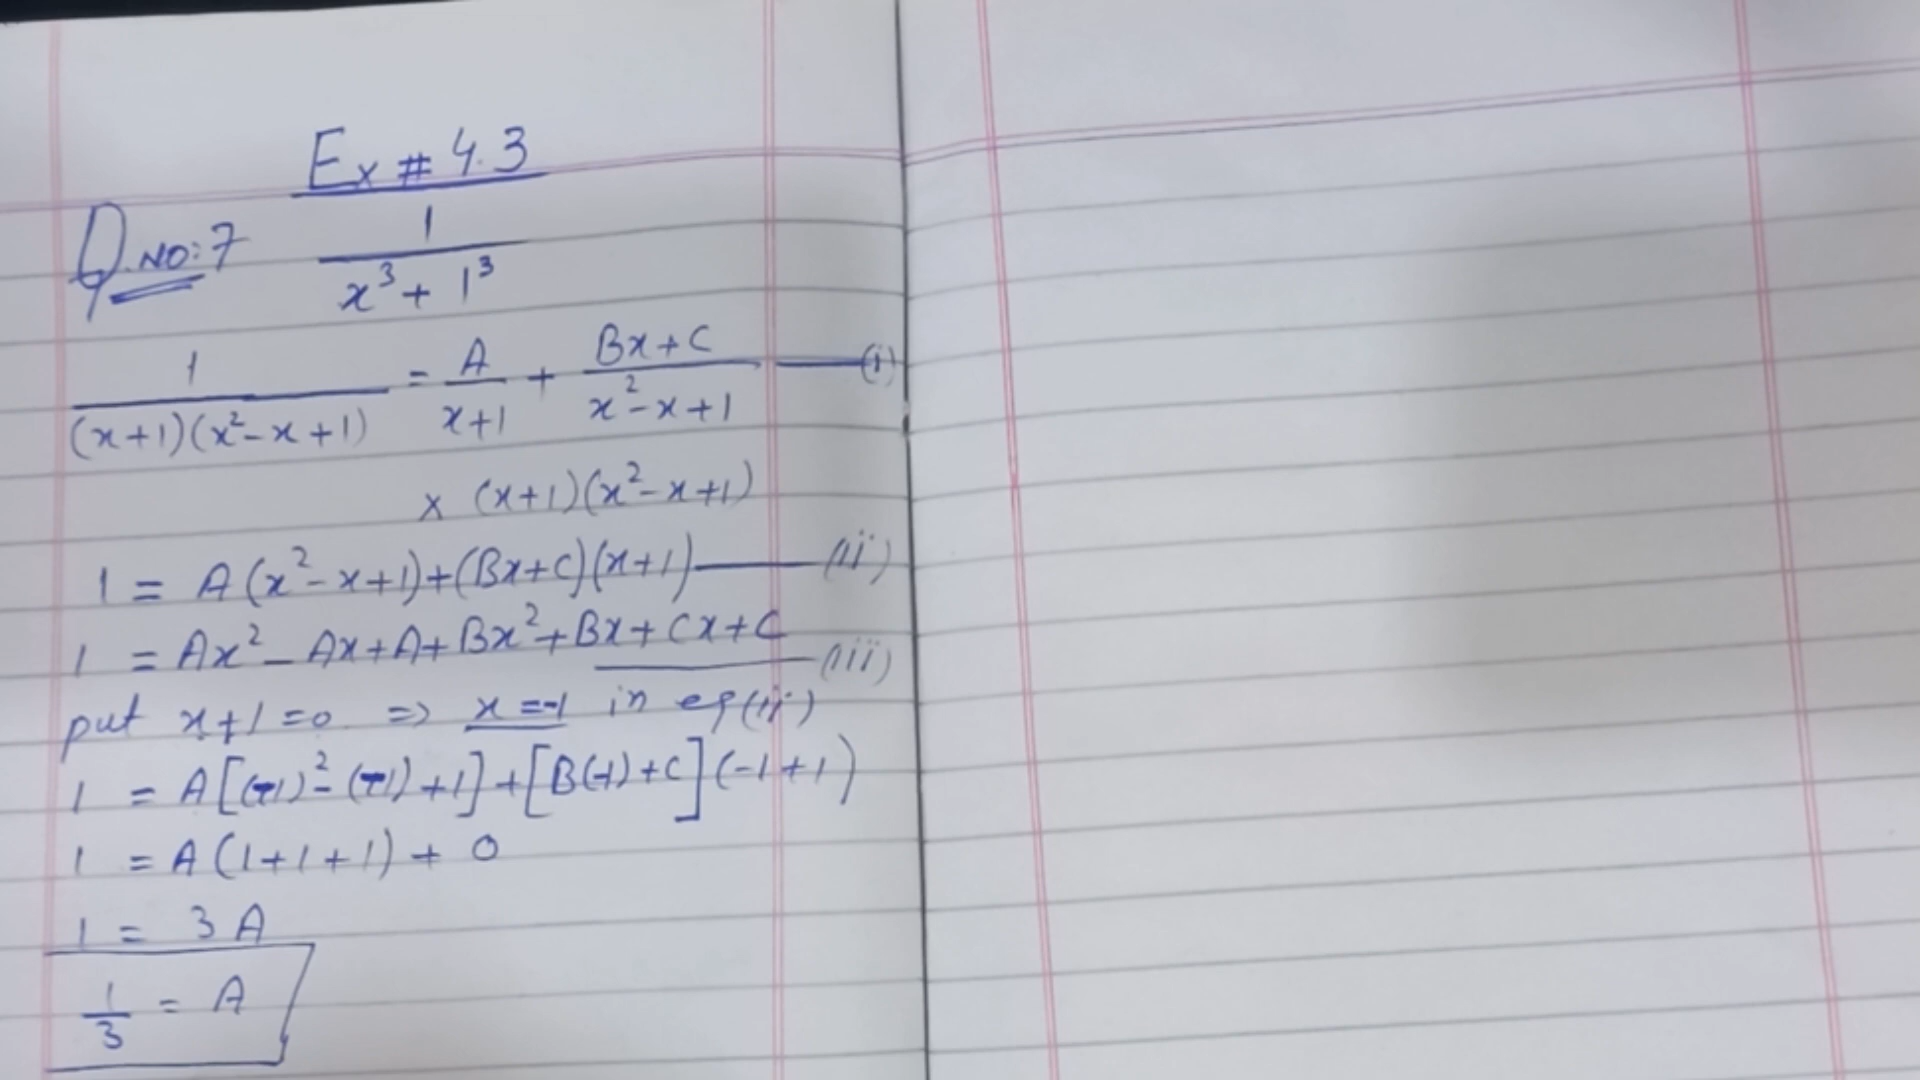 Ex # 4.3
Q.NO:7 1/(x³ + 1³)
1/((x+1)(x²-x+1)) = A/(x+1) + (Bx+C)/(x²-x+1) —(i)
× (x+1)(x²-x+1)
1 = A(x²-x+1)+(Bx+C)(x+1)—(ii)
1 = Ax²-Ax+A+Bx²+Bx+Cx+C —(iii)
put x+1=0 => x=-1 in eq(ii)
1 = A[(-1)²-(-1)+1]+[B(-1)+C](-1+1)
1 = A(1+1+1)+0
1 = 3A
1/3 = A